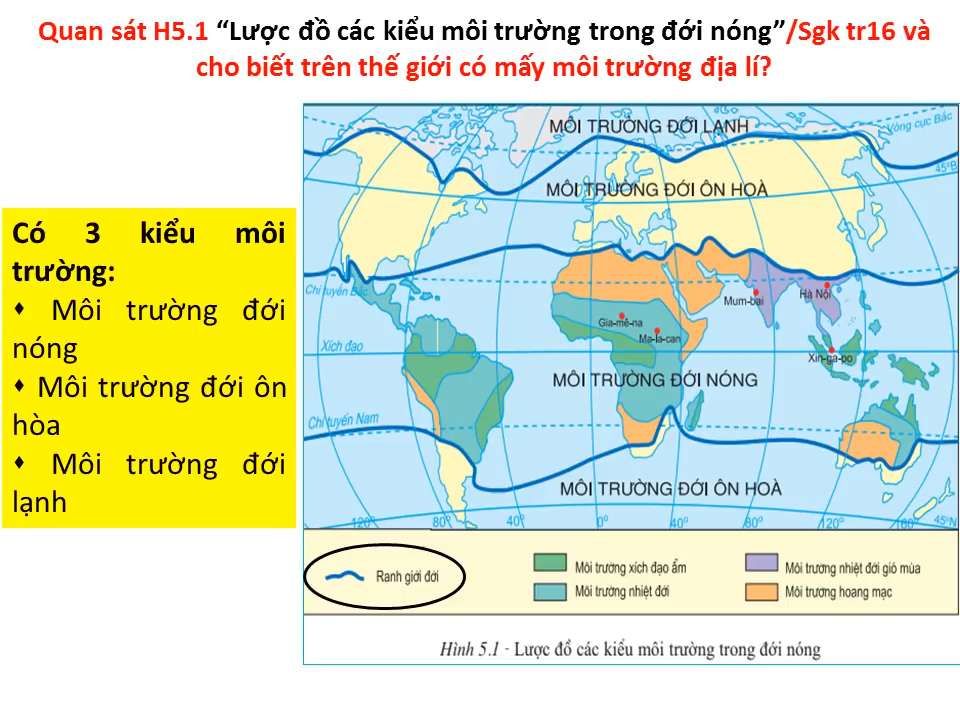 Quan sát H5.1 “Lược đồ các kiểu môi trường trong đới nóng”/Sgk tr16 và
cho biết trên thế giới có mấy môi trường địa lí?
Có 3 kiểu môi
trường:
♦ Môi trường đới
nóng
♦ Môi trường đới ôn
hòa
♦ Môi trường đới
lạnh
MÔI TRƯỜNG ĐỚI LẠNH
Vòng cực Bắc
45°B
MÔI TRƯỜNG ĐỚI ÔN HOÀ
Chí tuyến Bắc
Mum-bai
Hà Nội
Gia-mê-na
Ma-la-can
Xích đạo
Xin-ga-po
MÔI TRƯỜNG ĐỚI NÓNG
Chí tuyến Nam
MÔI TRƯỜNG ĐỚI ÔN HOÀ
120° 80° 40° 0° 40° 80° 120° 160° 45°N
Ranh giới đới
Môi trường xích đạo ẩm
Môi trường nhiệt đới
Môi trường nhiệt đới gió mùa
Môi trường hoang mạc
Hình 5.1 - Lược đồ các kiểu môi trường trong đới nóng